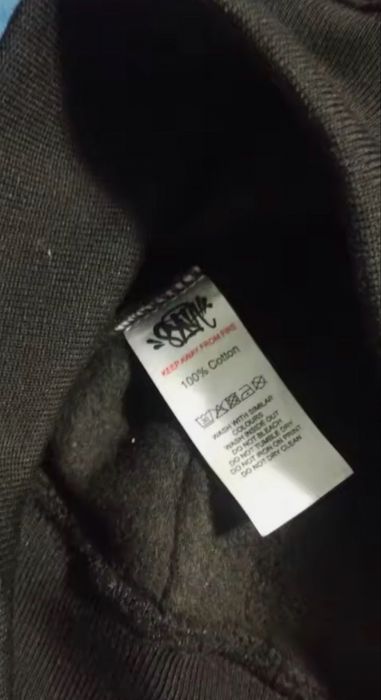 KEEP AWAY FROM FIRE
100% Cotton
WASH WITH SIMILAR
COLOURS
WASH INSIDE OUT
DO NOT BLEACH
DO NOT TUMBLE DRY
DO NOT IRON ON PRINT
DO NOT DRY CLEAN